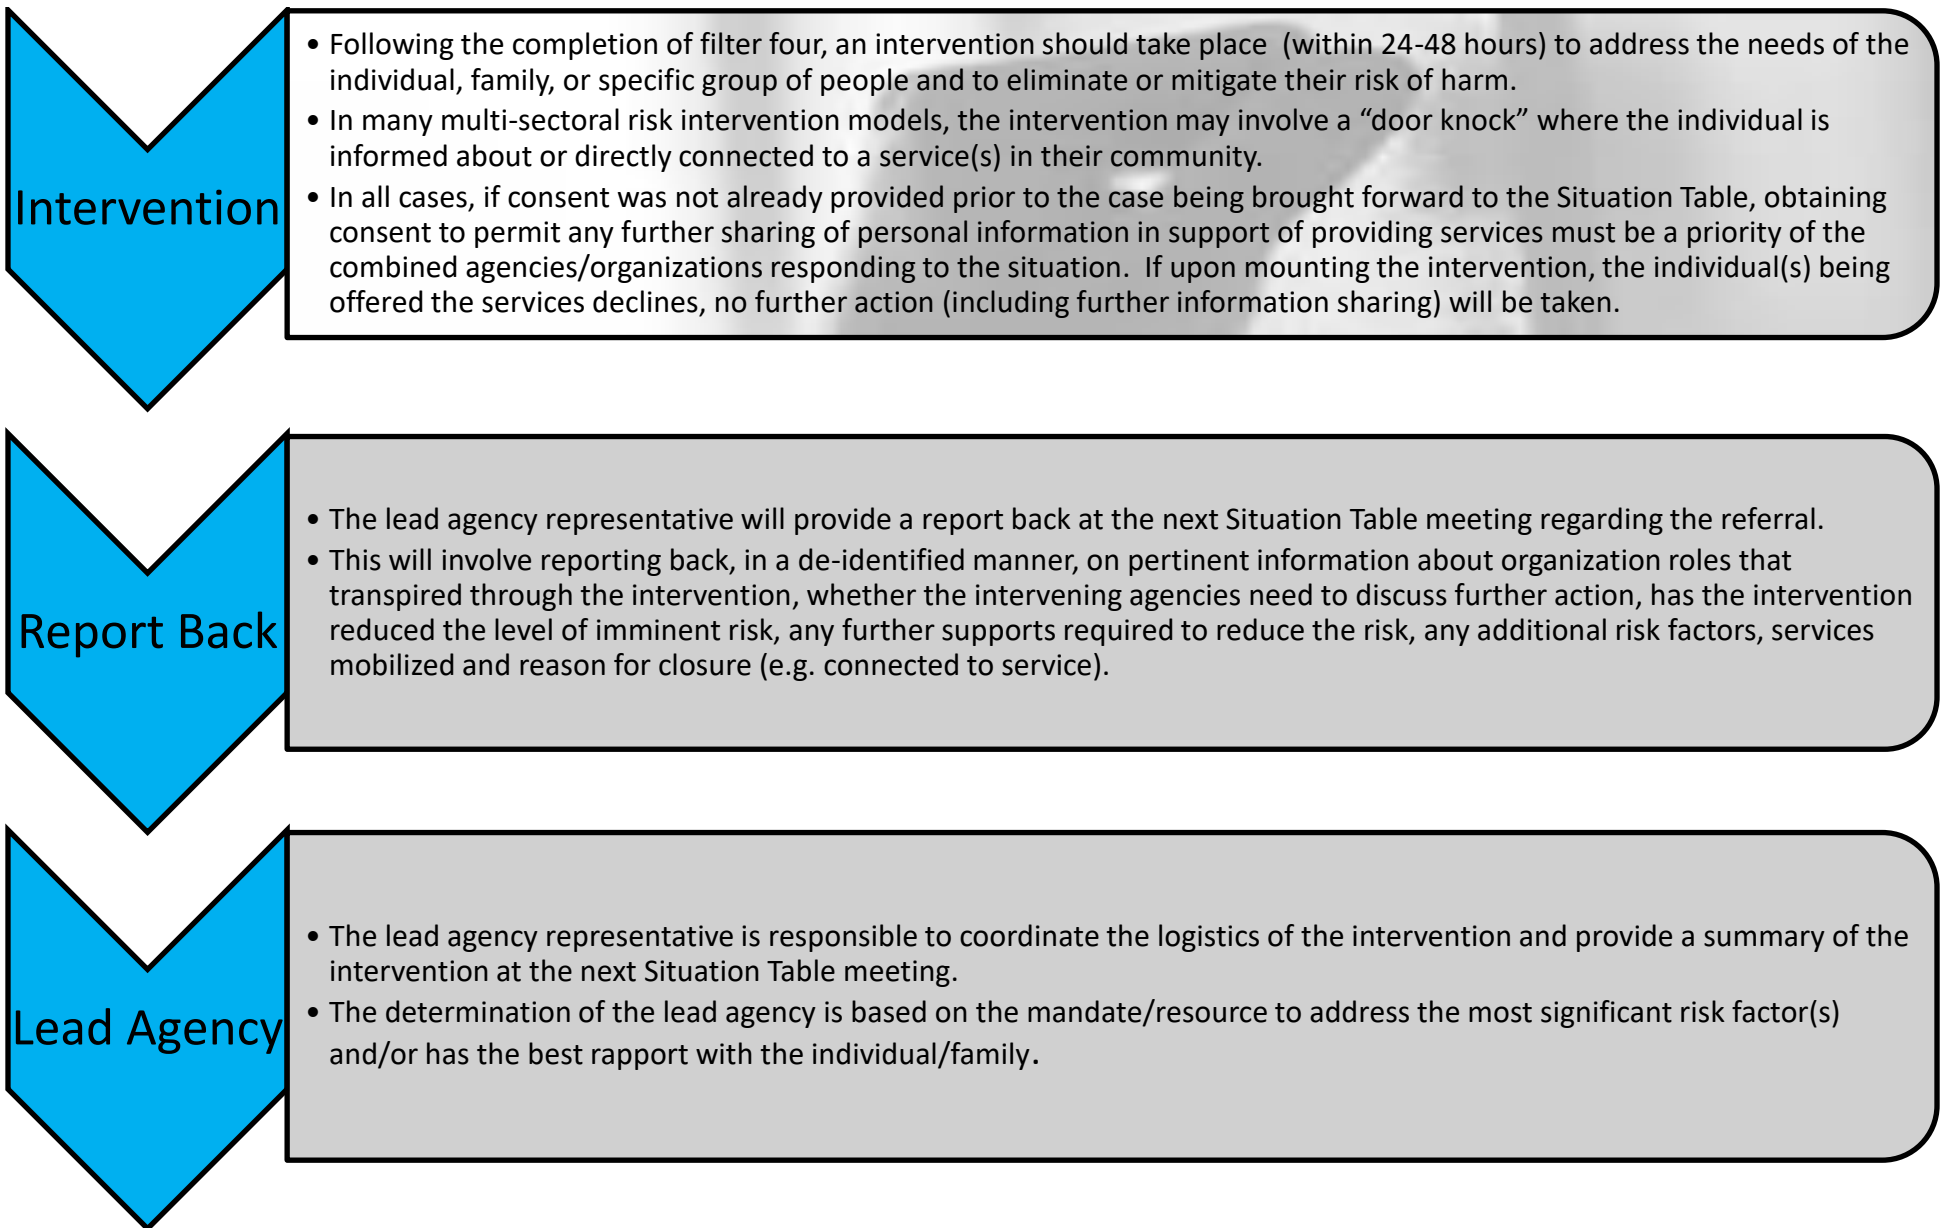 Intervention
• Following the completion of filter four, an intervention should take place  (within 24-48 hours) to address the needs of the
individual, family, or specific group of people and to eliminate or mitigate their risk of harm.
• In many multi-sectoral risk intervention models, the intervention may involve a “door knock” where the individual is
informed about or directly connected to a service(s) in their community.
• In all cases, if consent was not already provided prior to the case being brought forward to the Situation Table, obtaining
consent to permit any further sharing of personal information in support of providing services must be a priority of the
combined agencies/organizations responding to the situation.  If upon mounting the intervention, the individual(s) being
offered the services declines, no further action (including further information sharing) will be taken.
Report Back
• The lead agency representative will provide a report back at the next Situation Table meeting regarding the referral.
• This will involve reporting back, in a de-identified manner, on pertinent information about organization roles that
transpired through the intervention, whether the intervening agencies need to discuss further action, has the intervention
reduced the level of imminent risk, any further supports required to reduce the risk, any additional risk factors, services
mobilized and reason for closure (e.g. connected to service).
Lead Agency
• The lead agency representative is responsible to coordinate the logistics of the intervention and provide a summary of the
intervention at the next Situation Table meeting.
• The determination of the lead agency is based on the mandate/resource to address the most significant risk factor(s)
and/or has the best rapport with the individual/family.